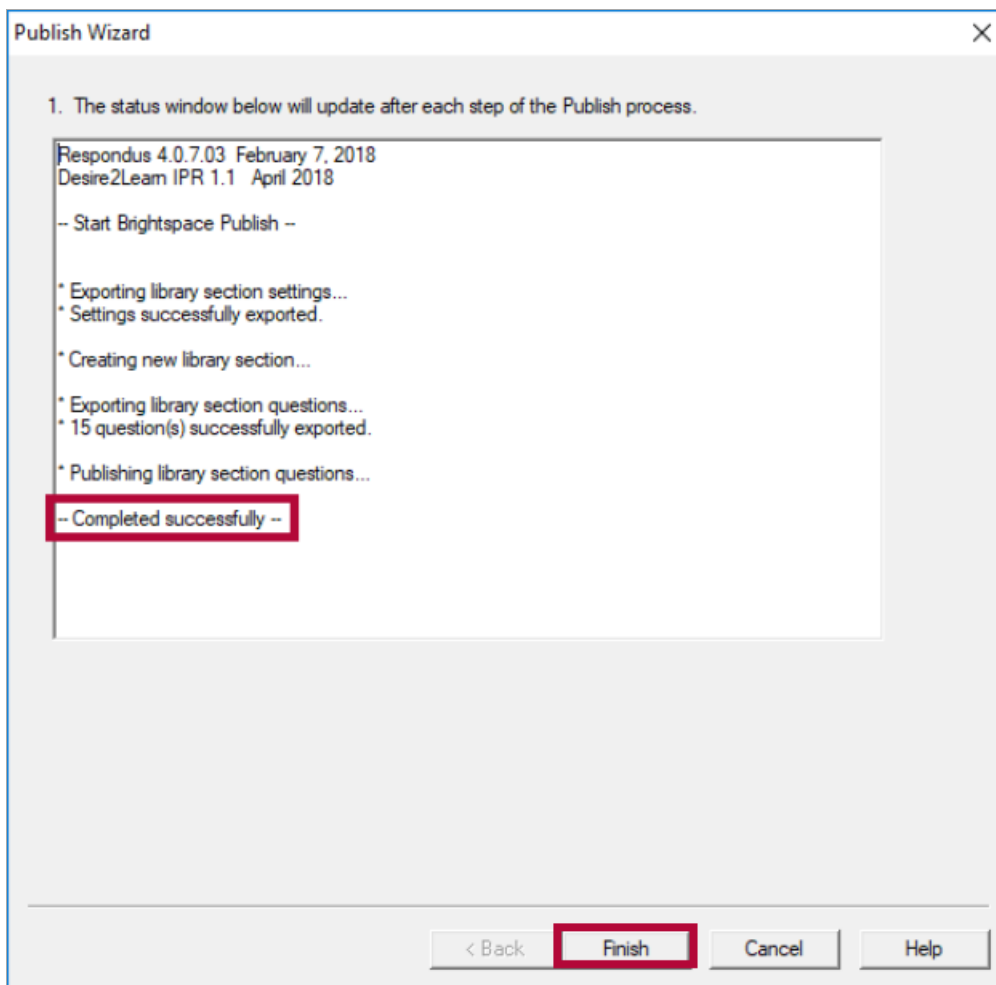 Publish Wizard
1. The status window below will update after each step of the Publish process.
Respondus 4.0.7.03 February 7, 2018
Desire2Learn IPR 1.1 April 2018
-- Start Brightspace Publish --
* Exporting library section settings...
* Settings successfully exported.
* Creating new library section...
* Exporting library section questions...
* 15 question(s) successfully exported.
* Publishing library section questions...
-- Completed successfully --
< Back Finish Cancel Help